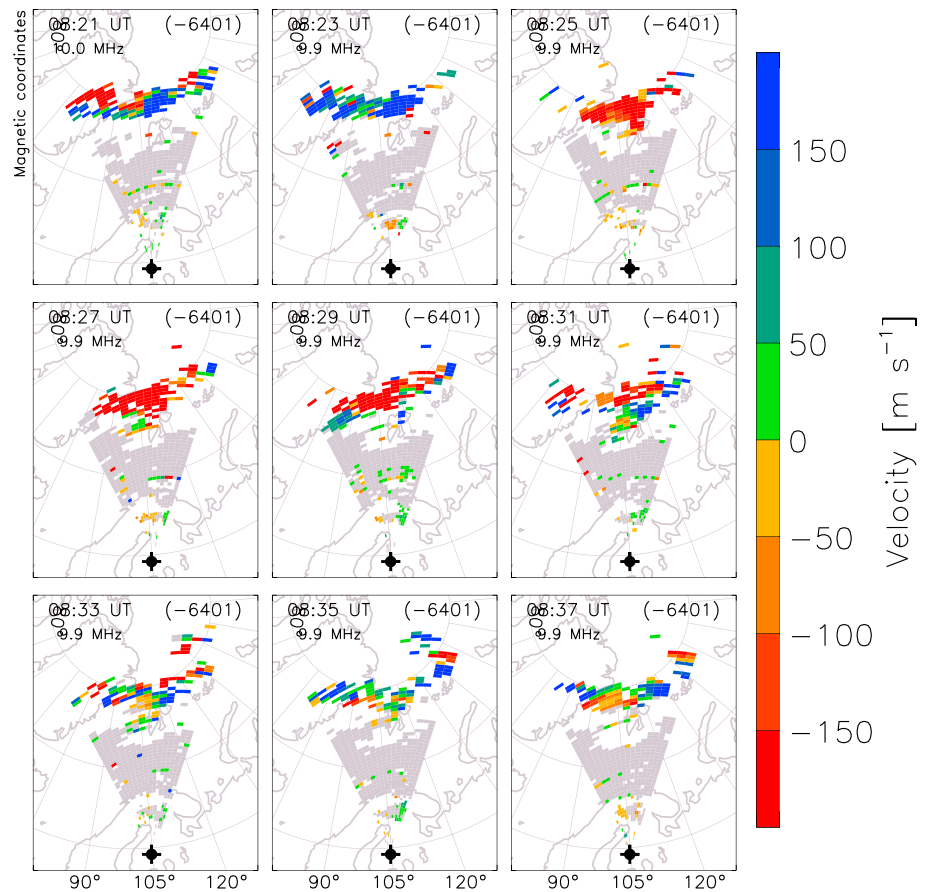 Magnetic coordinates
08:21 UT (-6401)
10.0 MHz
08:23 UT (-6401)
9.9 MHz
08:25 UT (-6401)
9.9 MHz
08:27 UT (-6401)
9.9 MHz
08:29 UT (-6401)
9.9 MHz
08:31 UT (-6401)
9.9 MHz
08:33 UT (-6401)
9.9 MHz
08:35 UT (-6401)
9.9 MHz
08:37 UT (-6401)
9.9 MHz
90° 105° 120°
90° 105° 120°
90° 105° 120°
150
100
50
0
-50
-100
-150
Velocity [m s⁻¹]